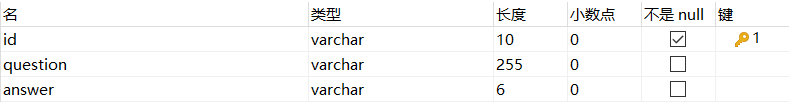 名 类型 长度 小数点 不是 null 键
id varchar 10 0 1
question varchar 255 0
answer varchar 6 0